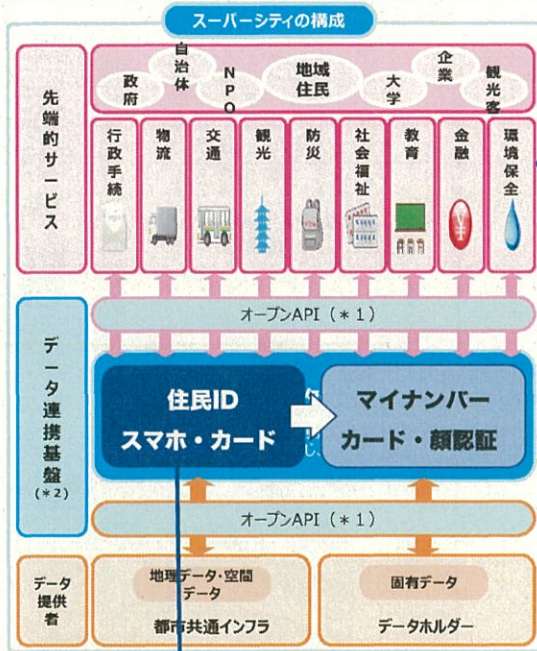 スーパーシティの構成
先端的サービス
政府
自治体
NPO
地域
住民
大学
企業
観光客
行政手続
物流
交通
観光
防災
社会福祉
教育
金融
環境保全
オープンAPI（＊1）
データ連携基盤
(＊2)
住民ID
スマホ・カード
マイナンバー
カード・顔認証
オープンAPI（＊1）
データ
提供
者
地理データ・空間
データ
都市共通インフラ
固有データ
データホルダー